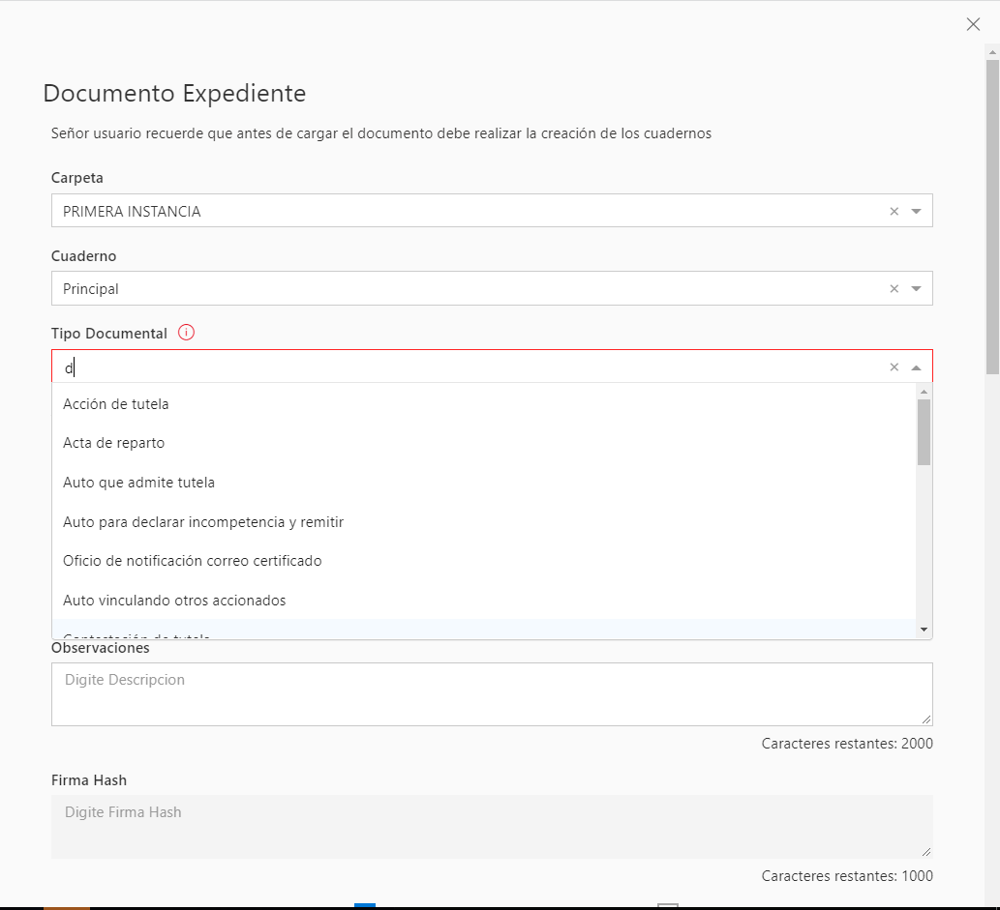 Documento Expediente
Señor usuario recuerde que antes de cargar el documento debe realizar la creación de los cuadernos
Carpeta
PRIMERA INSTANCIA
Cuaderno
Principal
Tipo Documental
d
Acción de tutela
Acta de reparto
Auto que admite tutela
Auto para declarar incompetencia y remitir
Oficio de notificación correo certificado
Auto vinculando otros accionados
Contestación de tutela
Observaciones
Digite Descripcion
Caracteres restantes: 2000
Firma Hash
Digite Firma Hash
Caracteres restantes: 1000